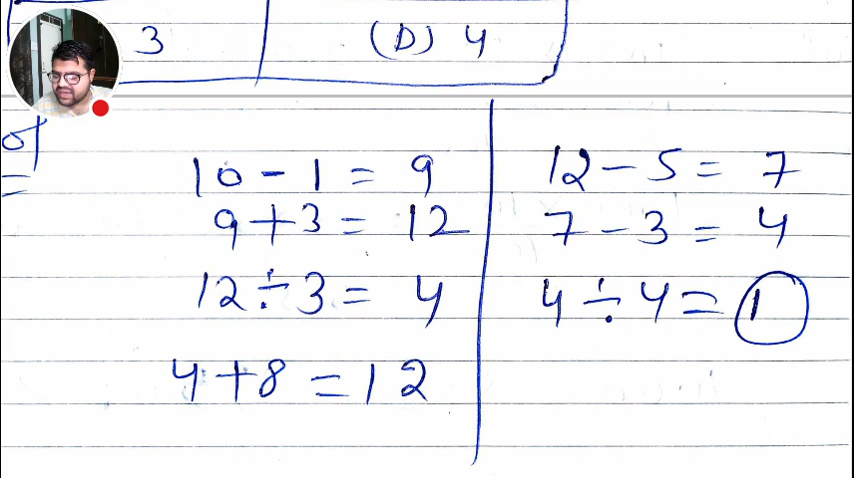 3 (D) 4
of
10 - 1 = 9
9 + 3 = 12
12 ÷ 3 = 4
4 + 8 = 12
12 - 5 = 7
7 - 3 = 4
4 ÷ 4 = 1